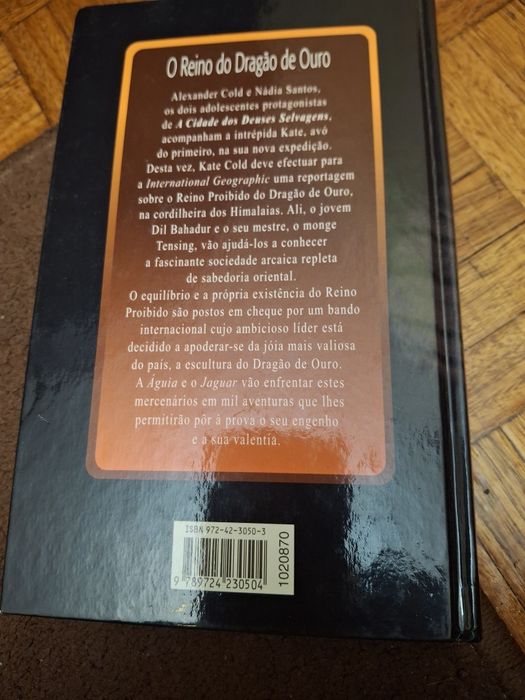 O Reino do Dragão de Ouro
Alexander Cold e Nádia Santos,
os dois adolescentes protagonistas
de A Cidade dos Deuses Selvagens,
acompanham a intrépida Kate, avó
do primeiro, na sua nova expedição.
Desta vez, Kate Cold deve efectuar para
a International Geographic uma reportagem
sobre o Reino Proibido do Dragão de Ouro,
na cordilheira dos Himalaias. Ali, o jovem
Dil Bahadur e o seu mestre, o monge
Tensing, vão ajudá-los a conhecer
a fascinante sociedade arcaica repleta
de sabedoria oriental.
O equilíbrio e a própria existência do Reino
Proibido são postos em cheque por um bando
internacional cujo ambicioso líder está
decidido a apoderar-se da jóia mais valiosa
do país, a escultura do Dragão de Ouro.
A Águia e o Jaguar vão enfrentar estes
mercenários em mil aventuras que lhes
permitirão pôr à prova o seu engenho
e a sua valentia.
ISBN 972-42-3050-3
9 789724 230504
1020870